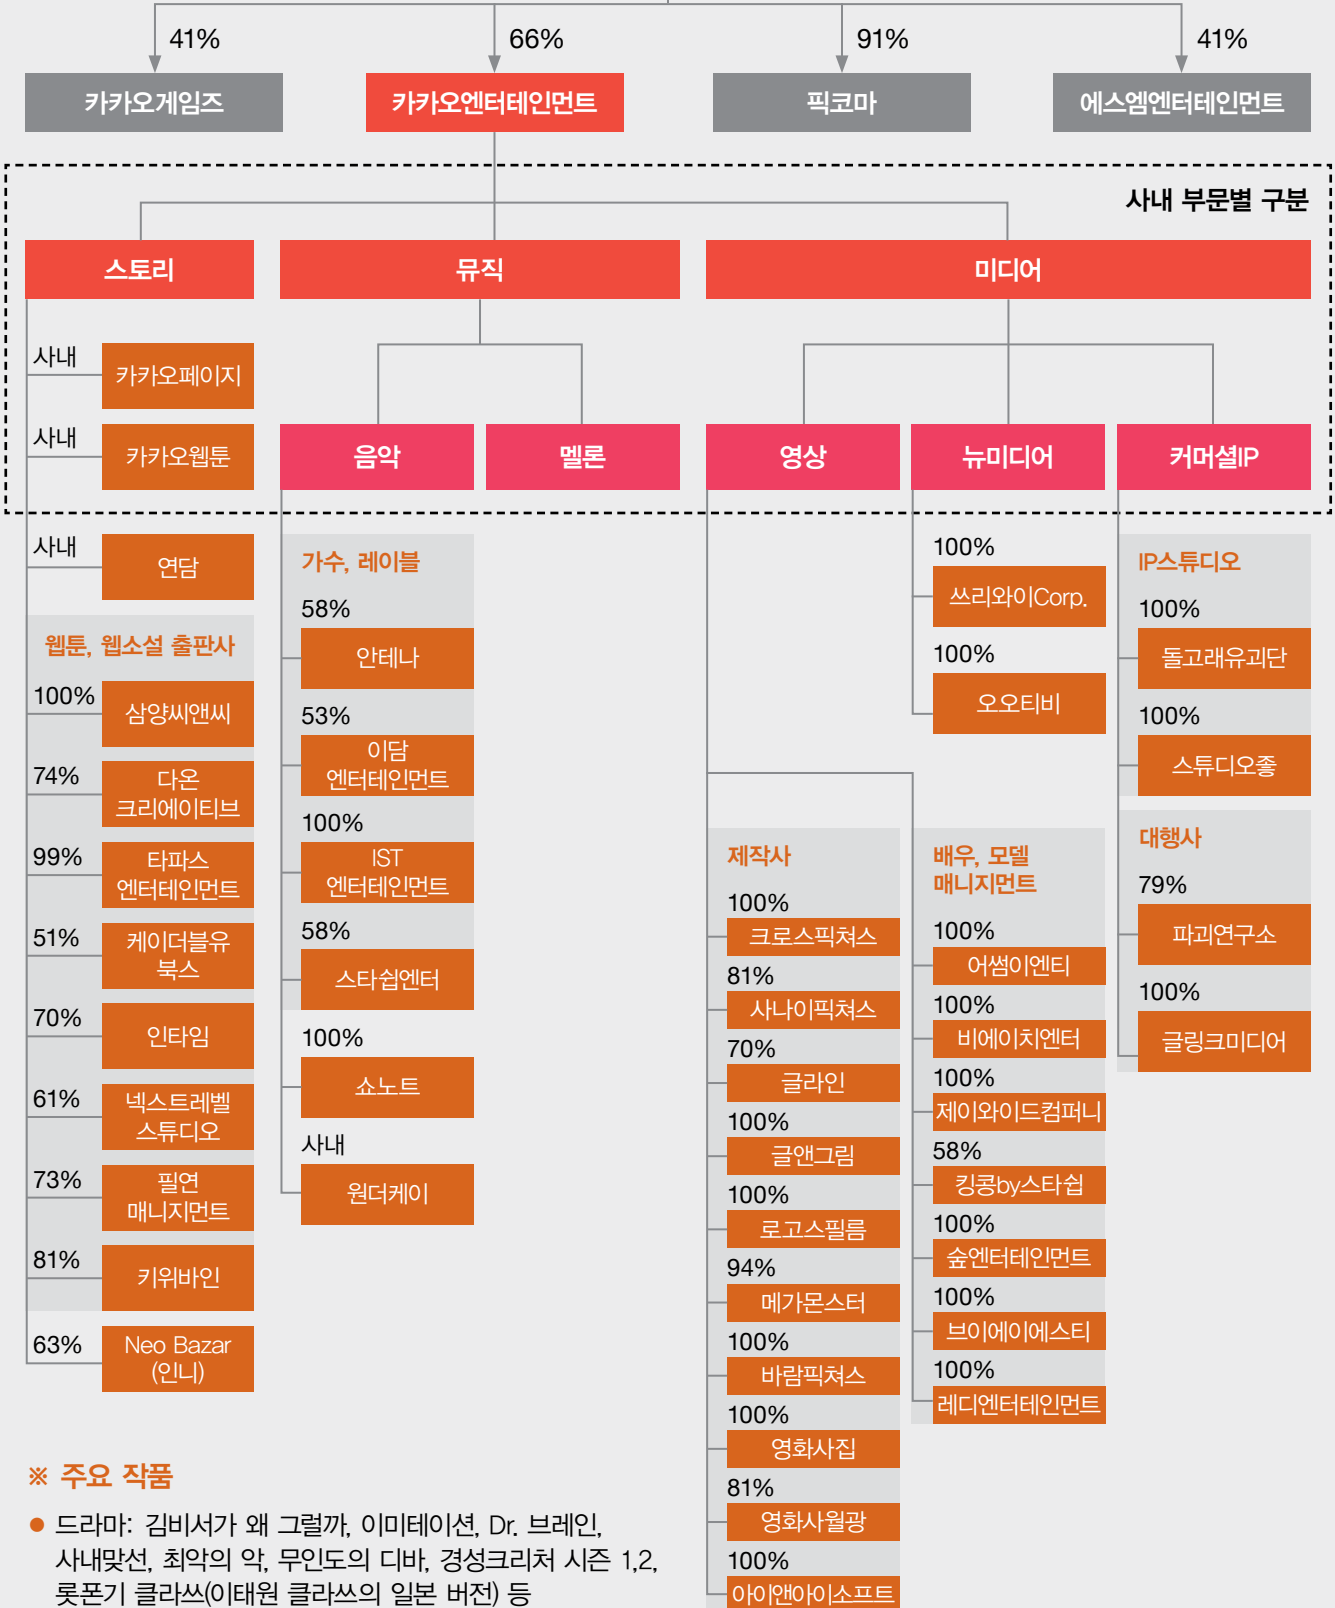 41%
66%
91%
41%
카카오게임즈
카카오엔터테인먼트
픽코마
에스엠엔터테인먼트
사내 부문별 구분
스토리
뮤직
미디어
사내
카카오페이지
사내
카카오웹툰
음악
멜론
영상
뉴미디어
커머셜IP
사내
연담
웹툰, 웹소설 출판사
100%
삼양씨앤씨
74%
다온
크리에이티브
99%
타파스
엔터테인먼트
51%
케이더블유
북스
70%
인타임
61%
넥스트레벨
스튜디오
73%
필연
매니지먼트
81%
키위바인
63%
Neo Bazar
(인니)
가수, 레이블
58%
안테나
53%
이담
엔터테인먼트
100%
IST
엔터테인먼트
58%
스타쉽엔터
100%
쇼노트
사내
원더케이
제작사
100%
크로스픽쳐스
81%
사나이픽쳐스
70%
글라인
100%
글앤그림
100%
로고스필름
94%
메가몬스터
100%
바람픽쳐스
100%
영화사집
81%
영화사월광
100%
아이앤아이소프트
100%
쓰리와이Corp.
100%
오오티비
배우, 모델
매니지먼트
100%
어썸이엔티
100%
비에이치엔터
100%
제이와이드컴퍼니
58%
킹콩by스타쉽
100%
숲엔터테인먼트
100%
브이에이에스티
100%
레디엔터테인먼트
IP스튜디오
100%
돌고래유괴단
100%
스튜디오좋
대행사
79%
파괴연구소
100%
글링크미디어
※ 주요 작품
● 드라마: 김비서가 왜 그럴까, 이미테이션, Dr. 브레인,
사내맞선, 최악의 악, 무인도의 디바, 경성크리처 시즌 1,2,
롯폰기 클라쓰(이태원 클라쓰의 일본 버전) 등